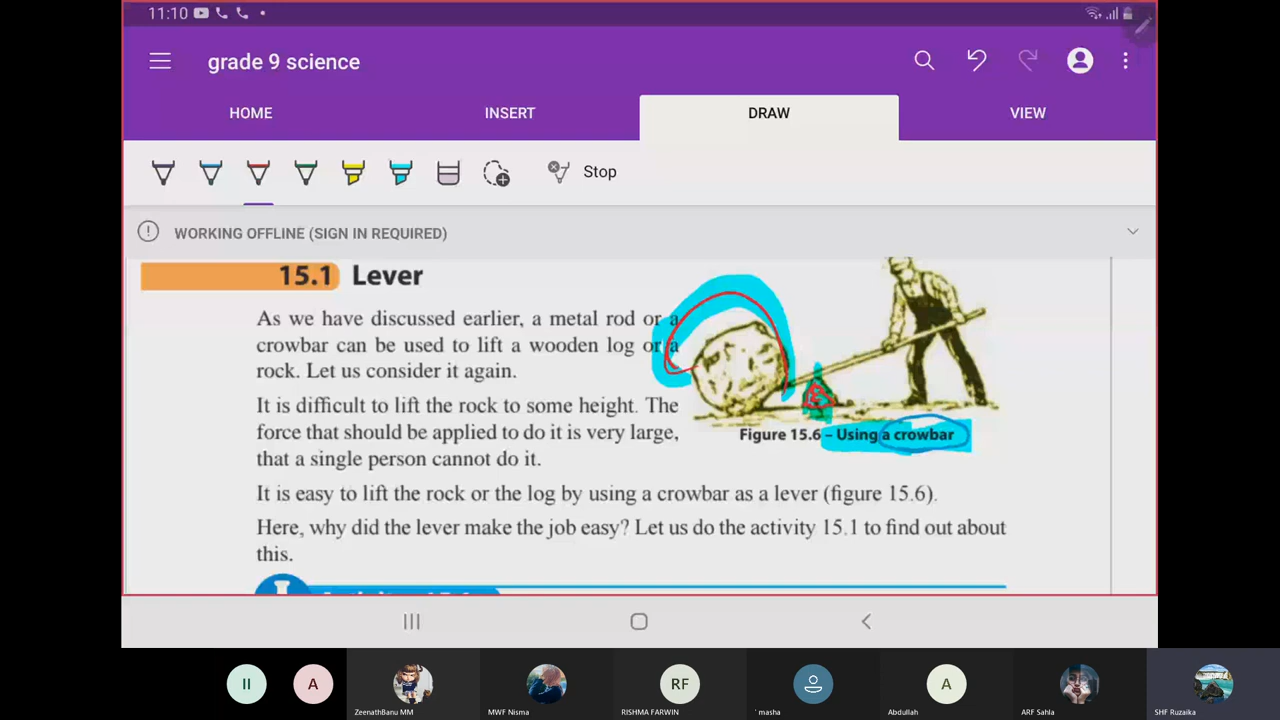 11:10
grade 9 science
HOME INSERT DRAW VIEW
Stop
WORKING OFFLINE (SIGN IN REQUIRED)
15.1 Lever
As we have discussed earlier, a metal rod or a
crowbar can be used to lift a wooden log or a
rock. Let us consider it again.
It is difficult to lift the rock to some height. The
force that should be applied to do it is very large,
that a single person cannot do it.
Figure 15.6 – Using a crowbar
It is easy to lift the rock or the log by using a crowbar as a lever (figure 15.6).
Here, why did the lever make the job easy? Let us do the activity 15.1 to find out about
this.
II A RF A
ZeenathBanu MM MWF Nisma RISHMA FARWIN ' masha Abdullah ARF Sahla SHF Ruzaika